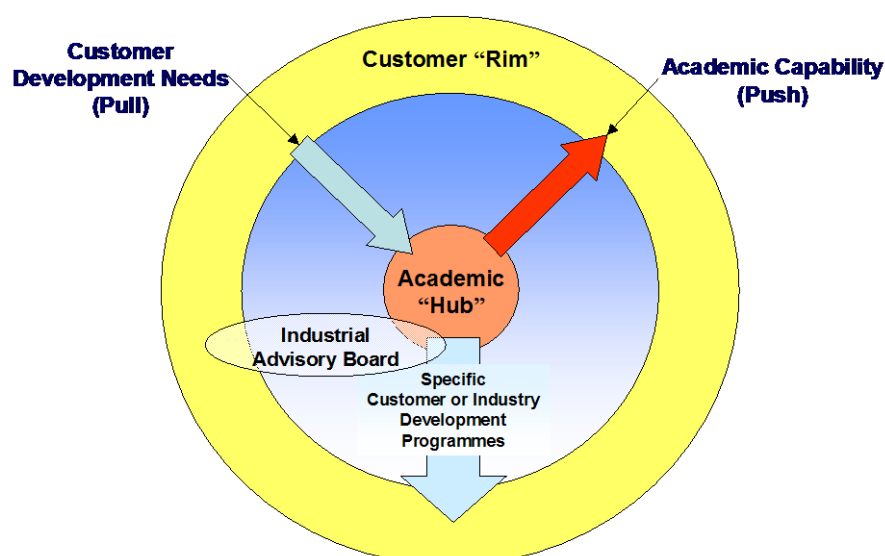 Customer
Development Needs
(Pull)
Customer “Rim”
Academic Capability
(Push)
Academic
“Hub”
Industrial
Advisory Board
Specific
Customer or Industry
Development
Programmes